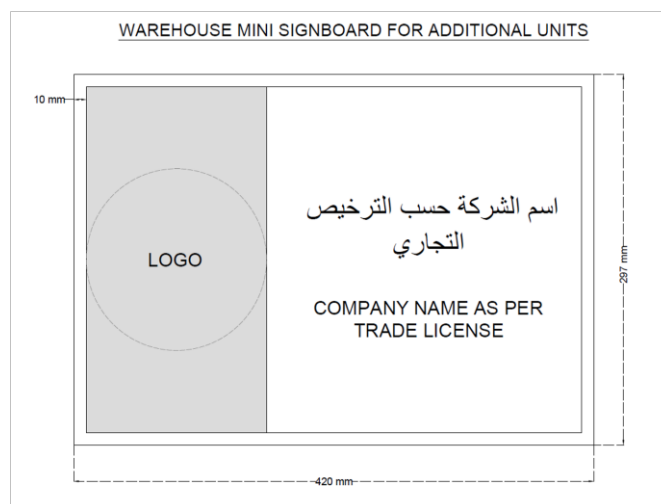 WAREHOUSE MINI SIGNBOARD FOR ADDITIONAL UNITS
10 mm
LOGO
اسم الشركة حسب الترخيص
التجاري
COMPANY NAME AS PER
TRADE LICENSE
297 mm
420 mm